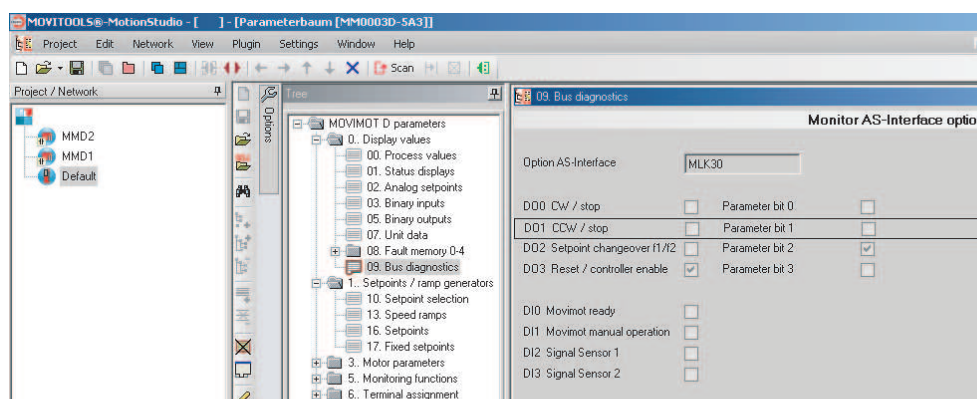 MOVITOOLS®-MotionStudio - [ ] - [Parameterbaum [MM0003D-5A3]]
Project Edit Network View Plugin Settings Window Help
Scan
Project / Network
MMD2
MMD1
Default
Options
Tree
MOVIMOT D parameters
0.. Display values
00. Process values
01. Status displays
02. Analog setpoints
03. Binary inputs
05. Binary outputs
07. Unit data
08. Fault memory 0-4
09. Bus diagnostics
1.. Setpoints / ramp generators
10. Setpoint selection
13. Speed ramps
16. Setpoints
17. Fixed setpoints
3.. Motor parameters
5.. Monitoring functions
6.. Terminal assignment
09. Bus diagnostics
Monitor AS-Interface optio
Option AS-Interface MLK30
DO0 CW / stop Parameter bit 0
DO1 CCW / stop Parameter bit 1
DO2 Setpoint changeover f1/f2 Parameter bit 2
DO3 Reset / controller enable Parameter bit 3
DI0 Movimot ready
DI1 Movimot manual operation
DI2 Signal Sensor 1
DI3 Signal Sensor 2